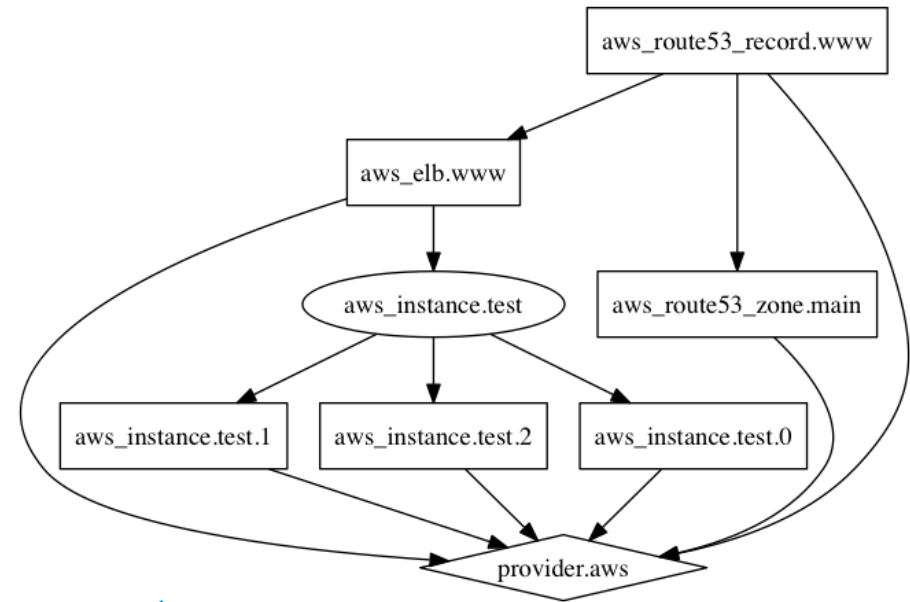 aws_route53_record.www
aws_elb.www
aws_instance.test
aws_route53_zone.main
aws_instance.test.1
aws_instance.test.2
aws_instance.test.0
provider.aws